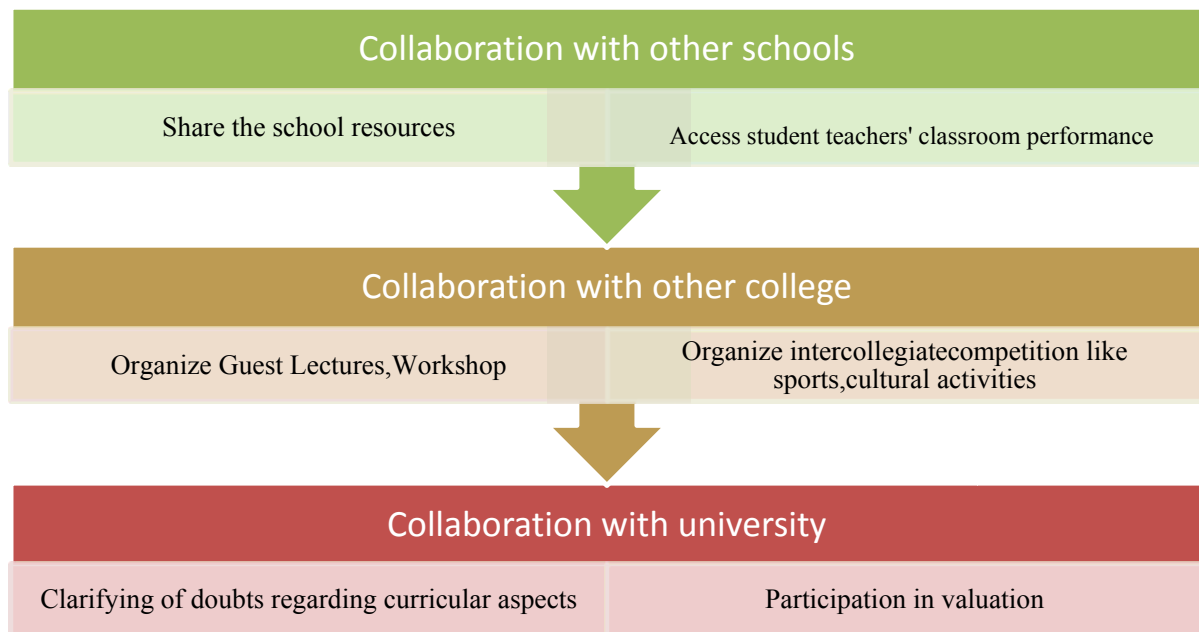 Collaboration with other schools
Share the school resources
Access student teachers' classroom performance
Collaboration with other college
Organize Guest Lectures,Workshop
Organize intercollegiatecompetition like
sports,cultural activities
Collaboration with university
Clarifying of doubts regarding curricular aspects
Participation in valuation